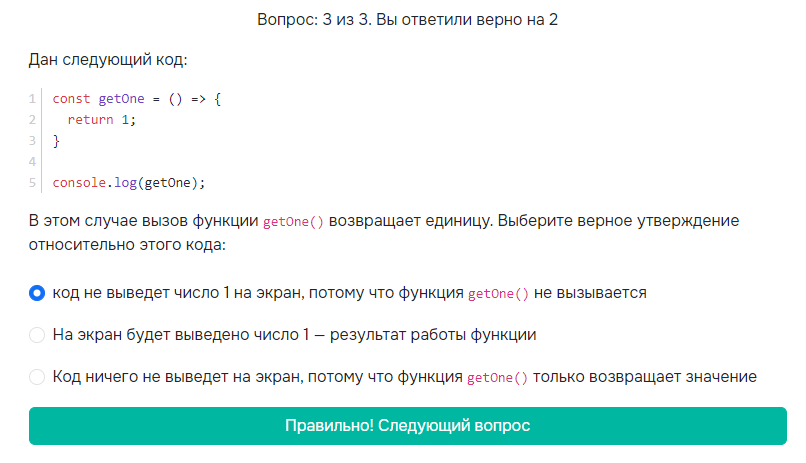 Вопрос: 3 из 3. Вы ответили верно на 2
Дан следующий код:
1 const getOne = () => {
2   return 1;
3 }
4
5 console.log(getOne);
В этом случае вызов функции getOne() возвращает единицу. Выберите верное утверждение
относительно этого кода:
код не выведет число 1 на экран, потому что функция getOne() не вызывается
На экран будет выведено число 1 — результат работы функции
Код ничего не выведет на экран, потому что функция getOne() только возвращает значение
Правильно! Следующий вопрос